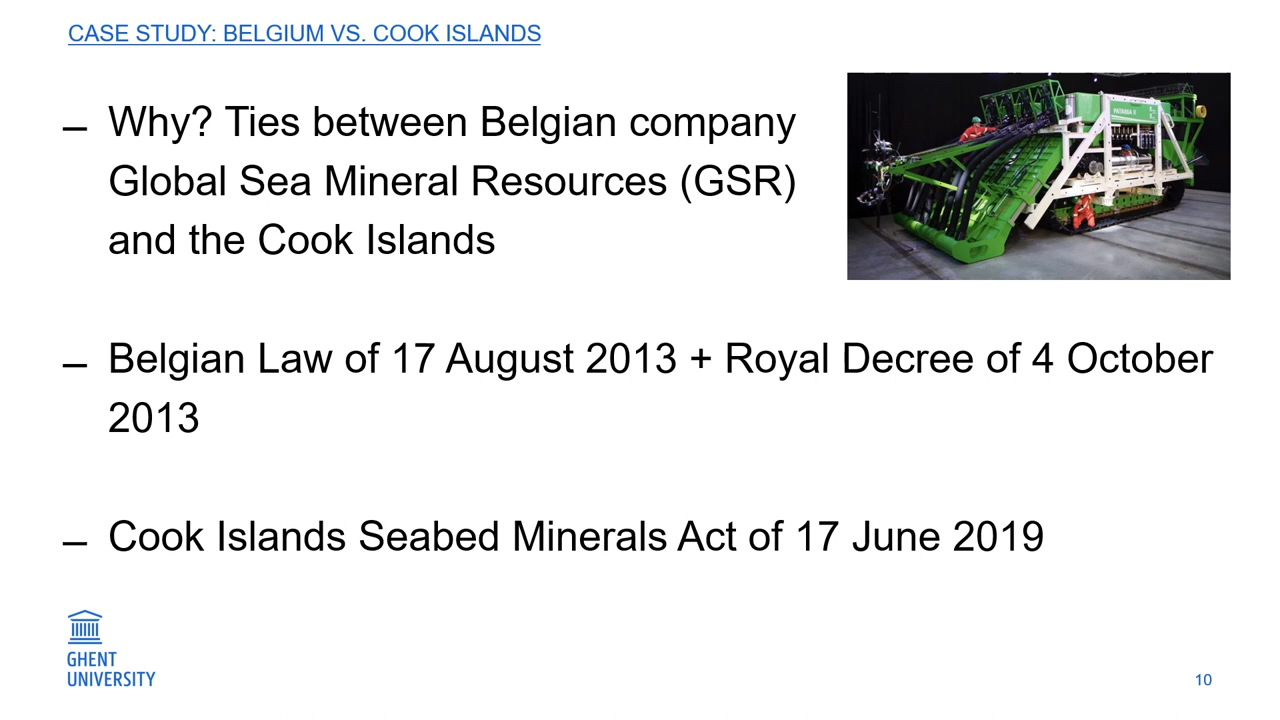 CASE STUDY: BELGIUM VS. COOK ISLANDS
– Why? Ties between Belgian company
Global Sea Mineral Resources (GSR)
and the Cook Islands
PATANIA II
– Belgian Law of 17 August 2013 + Royal Decree of 4 October
2013
– Cook Islands Seabed Minerals Act of 17 June 2019
GHENT
UNIVERSITY
10